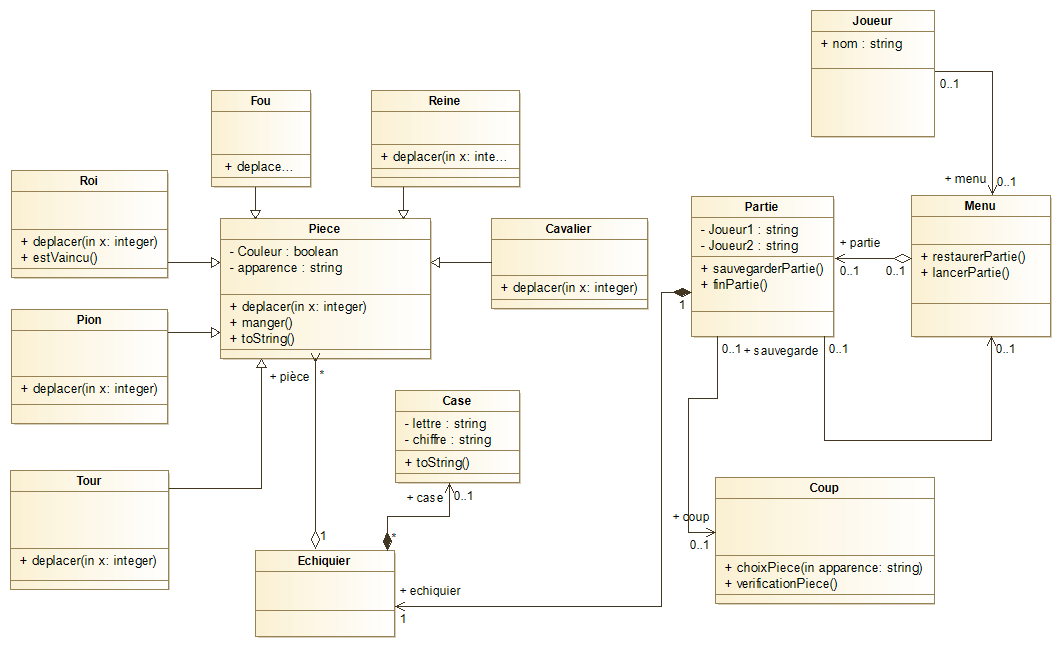 Joueur
+ nom : string
0..1
+ menu
0..1
Fou
+ deplace...
Reine
+ deplacer(in x: inte...
Roi
+ deplacer(in x: integer)
+ estVaincu()
Piece
- Couleur : boolean
- apparence : string
+ deplacer(in x: integer)
+ manger()
+ toString()
Cavalier
+ deplacer(in x: integer)
Partie
- Joueur1 : string
- Joueur2 : string
+ sauvegarderPartie()
+ finPartie()
+ partie
0..1
0..1
Menu
+ restaurerPartie()
+ lancerPartie()
1
Pion
+ deplacer(in x: integer)
0..1
+ sauvegarde
0..1
0..1
+ pièce
*
Case
- lettre : string
- chiffre : string
+ toString()
+ case
0..1
Tour
+ deplacer(in x: integer)
+ coup
0..1
Coup
+ choixPiece(in apparence: string)
+ verificationPiece()
1
*
Echiquier
+ echiquier
1